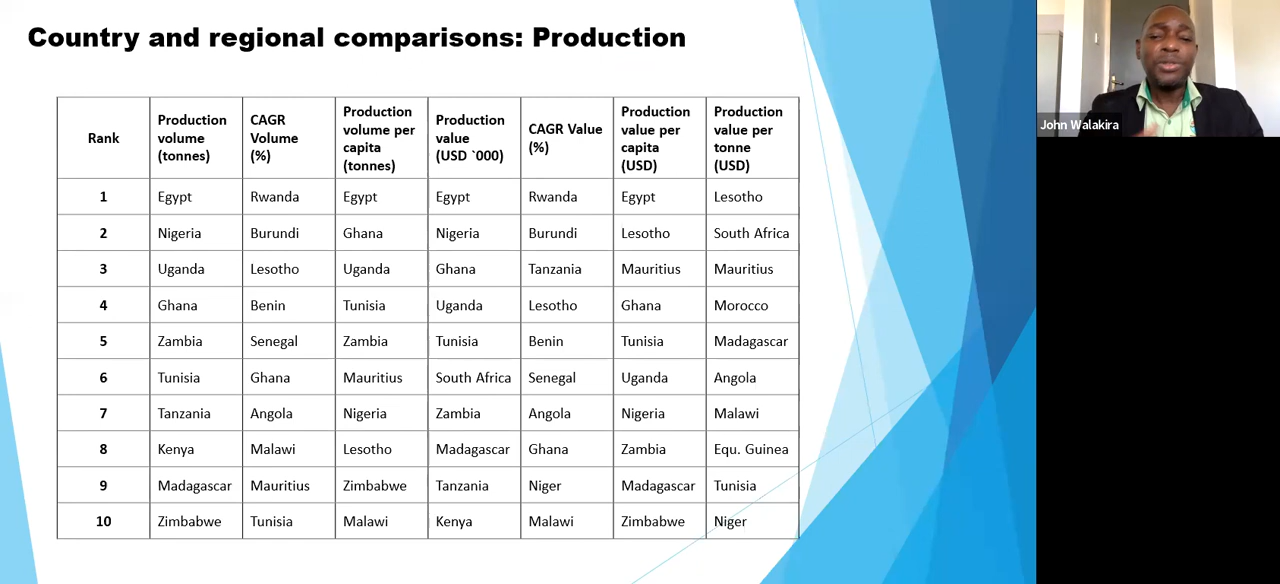 Country and regional comparisons: Production
John Walakira
Rank
Production volume (tonnes)
CAGR Volume (%)
Production volume per capita (tonnes)
Production value (USD `000)
CAGR Value (%)
Production value per capita (USD)
Production value per tonne (USD)
1 Egypt Rwanda Egypt Egypt Rwanda Egypt Lesotho
2 Nigeria Burundi Ghana Nigeria Burundi Lesotho South Africa
3 Uganda Lesotho Uganda Ghana Tanzania Mauritius Mauritius
4 Ghana Benin Tunisia Uganda Lesotho Ghana Morocco
5 Zambia Senegal Zambia Tunisia Benin Tunisia Madagascar
6 Tunisia Ghana Mauritius South Africa Senegal Uganda Angola
7 Tanzania Angola Nigeria Zambia Angola Nigeria Malawi
8 Kenya Malawi Lesotho Madagascar Ghana Zambia Equ. Guinea
9 Madagascar Mauritius Zimbabwe Tanzania Niger Madagascar Tunisia
10 Zimbabwe Tunisia Malawi Kenya Malawi Zimbabwe Niger